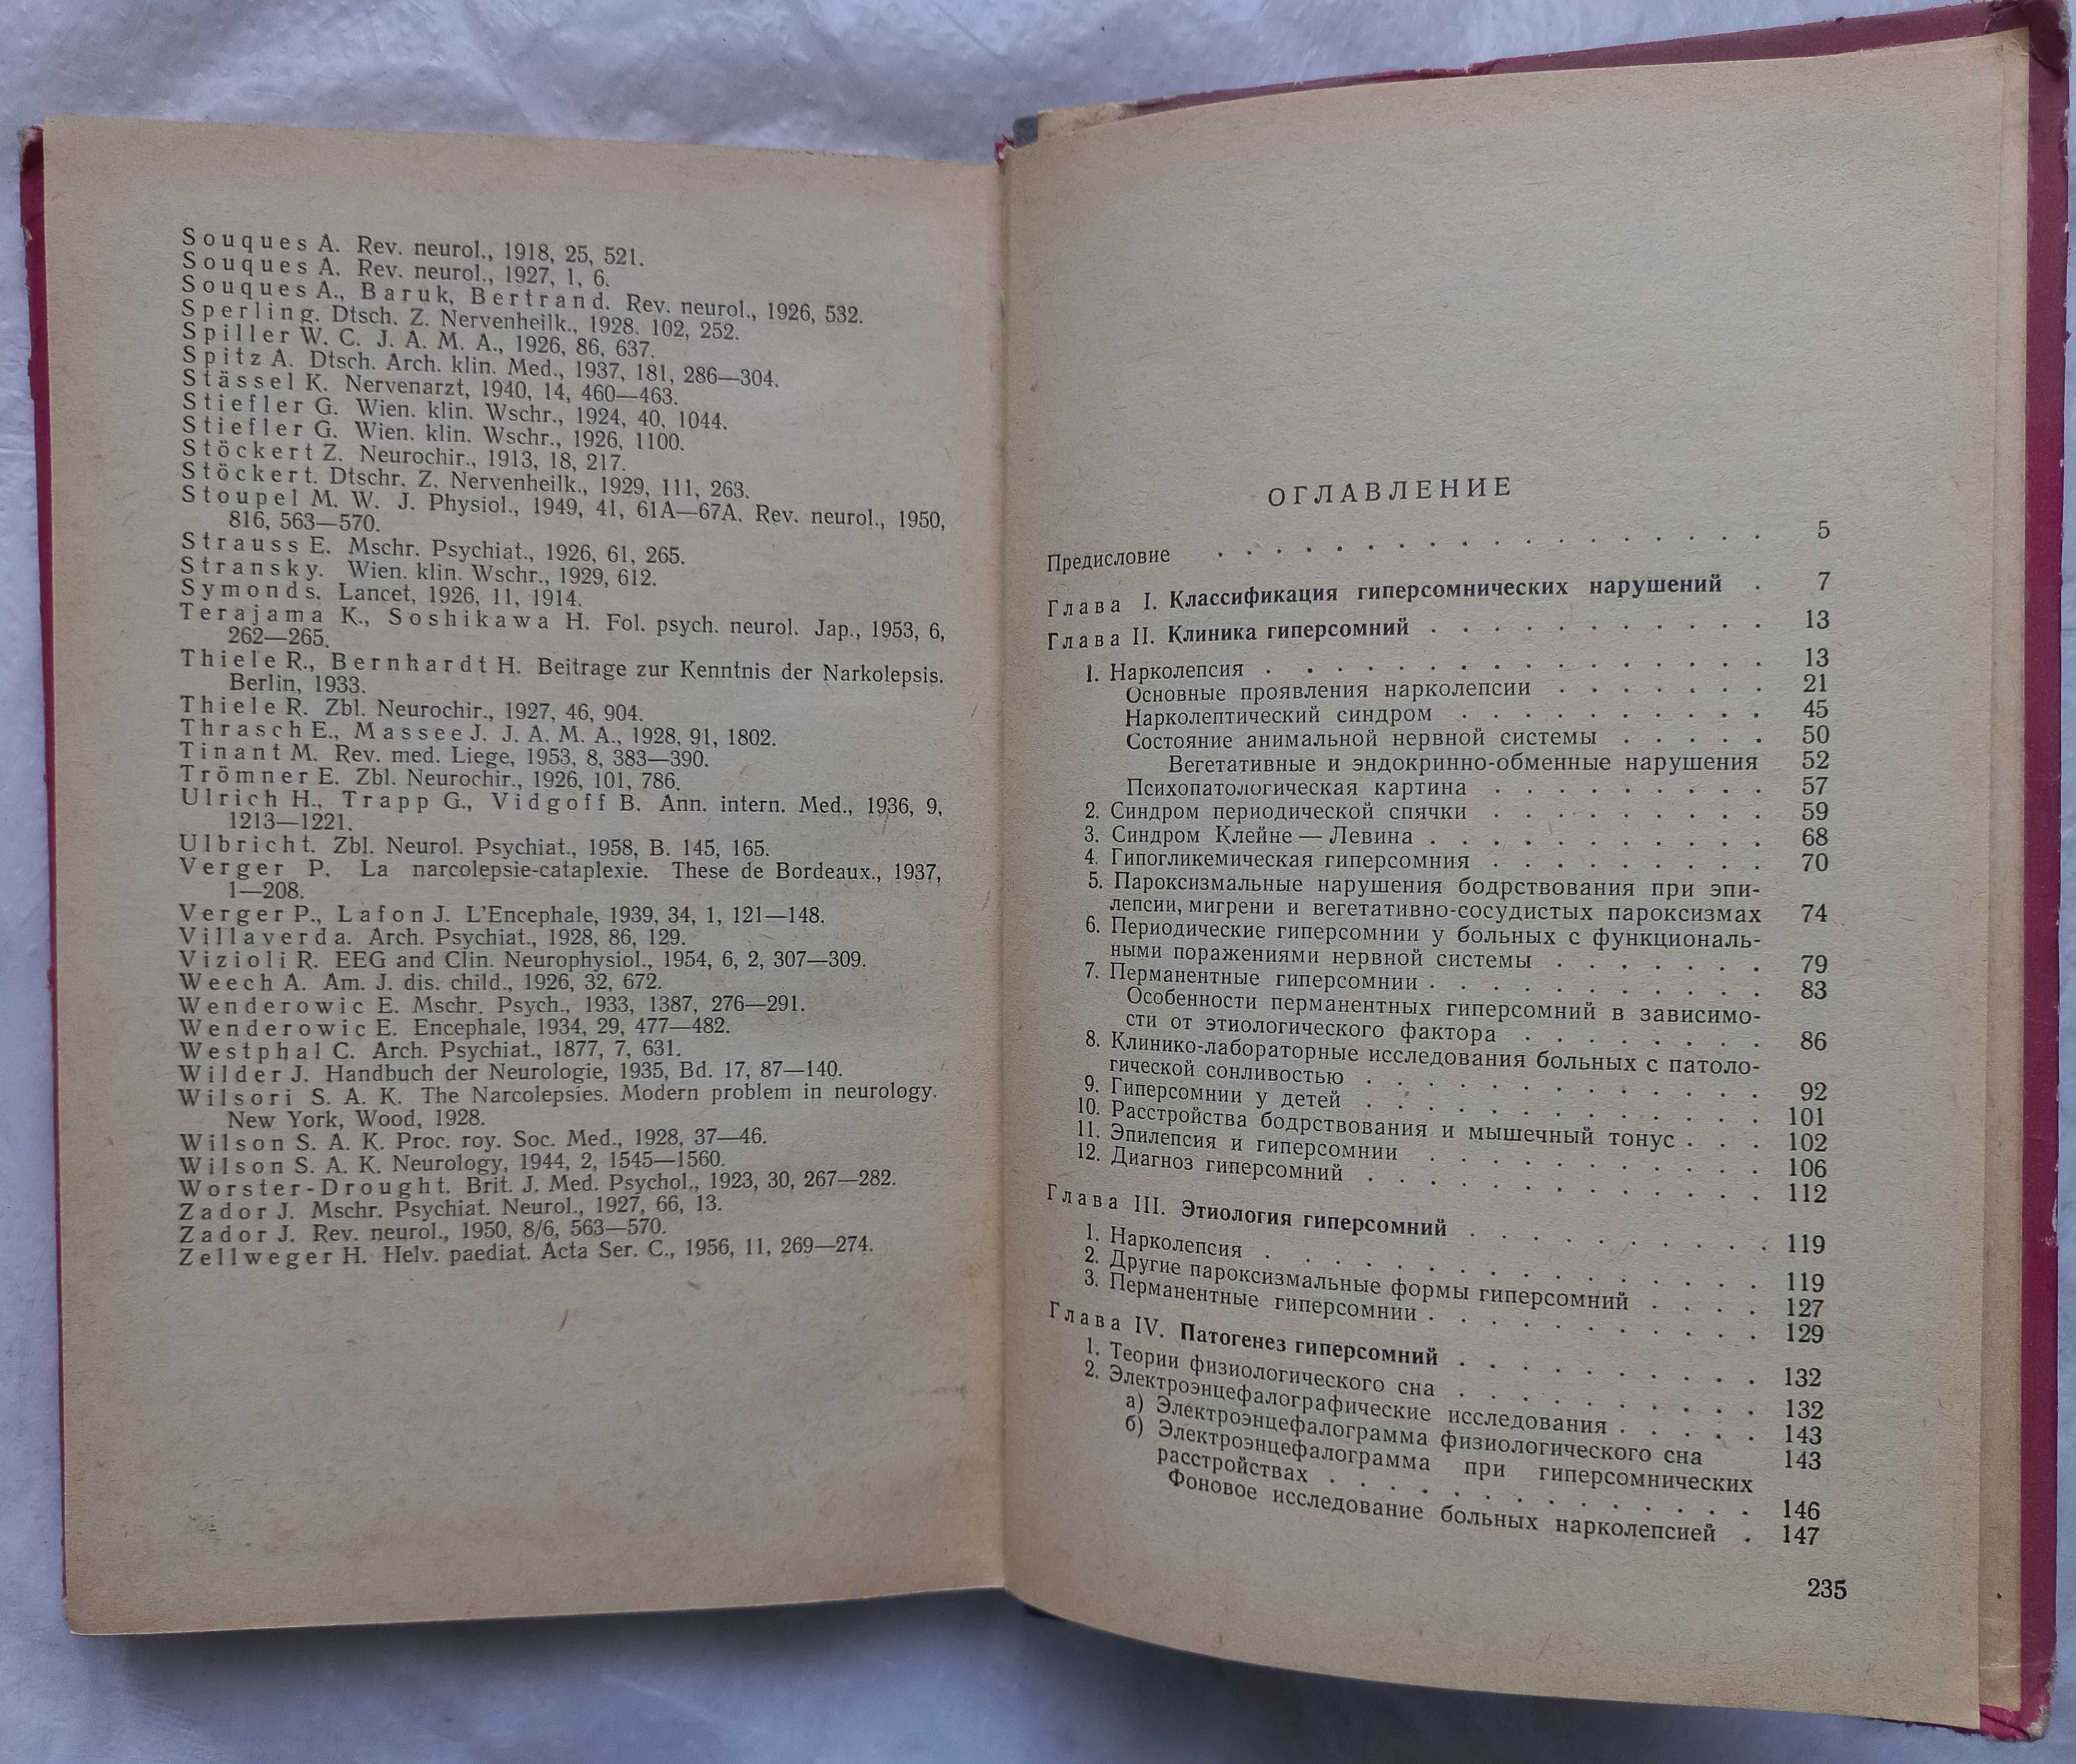 Souques A. Rev. neurol., 1918, 25, 521.
Souques A. Rev. neurol., 1927, 1, 6.
Souques A., Baruk, Bertrand. Rev. neurol., 1926, 532.
Sperling. Dtsch. Z. Nervenheilk., 1928. 102, 252.
Spiller W. C. J. A. M. A., 1926, 86, 637.
Spitz A. Dtsch. Arch. klin. Med., 1937, 181, 286—304.
Stässel K. Nervenarzt, 1940, 14, 460—463.
Stiefler G. Wien. klin. Wschr., 1924, 40, 1044.
Stiefler G. Wien. klin. Wschr., 1926, 1100.
Stöckert Z. Neurochir., 1913, 18, 217.
Stöckert. Dtschr. Z. Nervenheilk., 1929, 111, 263.
Stoupel M. W. J. Physiol., 1949, 41, 61A—67A. Rev. neurol., 1950,
816, 563—570.
Strauss E. Mschr. Psychiat., 1926, 61, 265.
Stransky. Wien. klin. Wschr., 1929, 612.
Symonds. Lancet, 1926, 11, 1914.
Terajama K., Soshikawa H. Fol. psych. neurol. Jap., 1953, 6,
262—265.
Thiele R., Bernhardt H. Beitrage zur Kenntnis der Narkolepsis.
Berlin, 1933.
Thiele R. Zbl. Neurochir., 1927, 46, 904.
Thrasch E., Massee J. J. A. M. A., 1928, 91, 1802.
Tinant M. Rev. med. Liege, 1953, 8, 383—390.
Trömner E. Zbl. Neurochir., 1926, 101, 786.
Ulrich H., Trapp G., Vidgoff B. Ann. intern. Med., 1936, 9,
1213—1221.
Ulbricht. Zbl. Neurol. Psychiat., 1958, B. 145, 165.
Verger P. La narcolepsie-cataplexie. These de Bordeaux., 1937,
1—208.
Verger P., Lafon J. L'Encephale, 1939, 34, 1, 121—148.
Villaverda. Arch. Psychiat., 1928, 86, 129.
Vizioli R. EEG and Clin. Neurophysiol., 1954, 6, 2, 307—309.
Weech A. Am. J. dis. child., 1926, 32, 672.
Wenderowic E. Mschr. Psych., 1933, 1387, 276—291.
Wenderowic E. Encephale, 1934, 29, 477—482.
Westphal C. Arch. Psychiat., 1877, 7, 631.
Wilder J. Handbuch der Neurologie, 1935, Bd. 17, 87—140.
Wilsori S. A. K. The Narcolepsies. Modern problem in neurology.
New York, Wood, 1928.
Wilson S. A. K. Proc. roy. Soc. Med., 1928, 37—46.
Wilson S. A. K. Neurology, 1944, 2, 1545—1560.
Worster-Drought. Brit. J. Med. Psychol., 1923, 30, 267—282.
Zador J. Mschr. Psychiat. Neurol., 1927, 66, 13.
Zador J. Rev. neurol., 1950, 8/6, 563—570.
Zellweger H. Helv. paediat. Acta Ser. C., 1956, 11, 269—274.
ОГЛАВЛЕНИЕ
Предисловие . . . . . . . . . . . . . . . . . . . 5
Глава I. Классификация гиперсомнических нарушений . 7
Глава II. Клиника гиперсомний . . . . . . . . . . . 13
1. Нарколепсия . . . . . . . . . . . . . . . . 13
Основные проявления нарколепсии . . . . . . . 21
Нарколептический синдром . . . . . . . . . . 45
Состояние анимальной нервной системы . . . . . 50
Вегетативные и эндокринно-обменные нарушения 52
Психопатологическая картина . . . . . . . . . 57
2. Синдром периодической спячки . . . . . . . . . 59
3. Синдром Клейне — Левина . . . . . . . . . . . 68
4. Гипогликемическая гиперсомния . . . . . . . . . 70
5. Пароксизмальные нарушения бодрствования при эпи-
лепсии, мигрени и вегетативно-сосудистых пароксизмах 74
6. Периодические гиперсомнии у больных с функциональ-
ными поражениями нервной системы . . . . . . . 79
7. Перманентные гиперсомнии . . . . . . . . . . . 83
Особенности перманентных гиперсомний в зависимо-
сти от этиологического фактора . . . . . . . . 86
8. Клинико-лабораторные исследования больных с патоло-
гической сонливостью . . . . . . . . . . . . . 92
9. Гиперсомнии у детей . . . . . . . . . . . . . 101
10. Расстройства бодрствования и мышечный тонус . . . 102
11. Эпилепсия и гиперсомнии . . . . . . . . . . . 106
12. Диагноз гиперсомний . . . . . . . . . . . . . 112
Глава III. Этиология гиперсомний . . . . . . . . . . 119
1. Нарколепсия . . . . . . . . . . . . . . . . 119
2. Другие пароксизмальные формы гиперсомний . . . . 127
3. Перманентные гиперсомнии . . . . . . . . . . . 129
Глава IV. Патогенез гиперсомний . . . . . . . . . . 132
1. Теории физиологического сна . . . . . . . . . . 132
2. Электроэнцефалографические исследования . . . . . 143
а) Электроэнцефалограмма физиологического сна 143
б) Электроэнцефалограмма при гиперсомнических
расстройствах . . . . . . . . . . . . . . 146
Фоновое исследование больных нарколепсией . 147
235